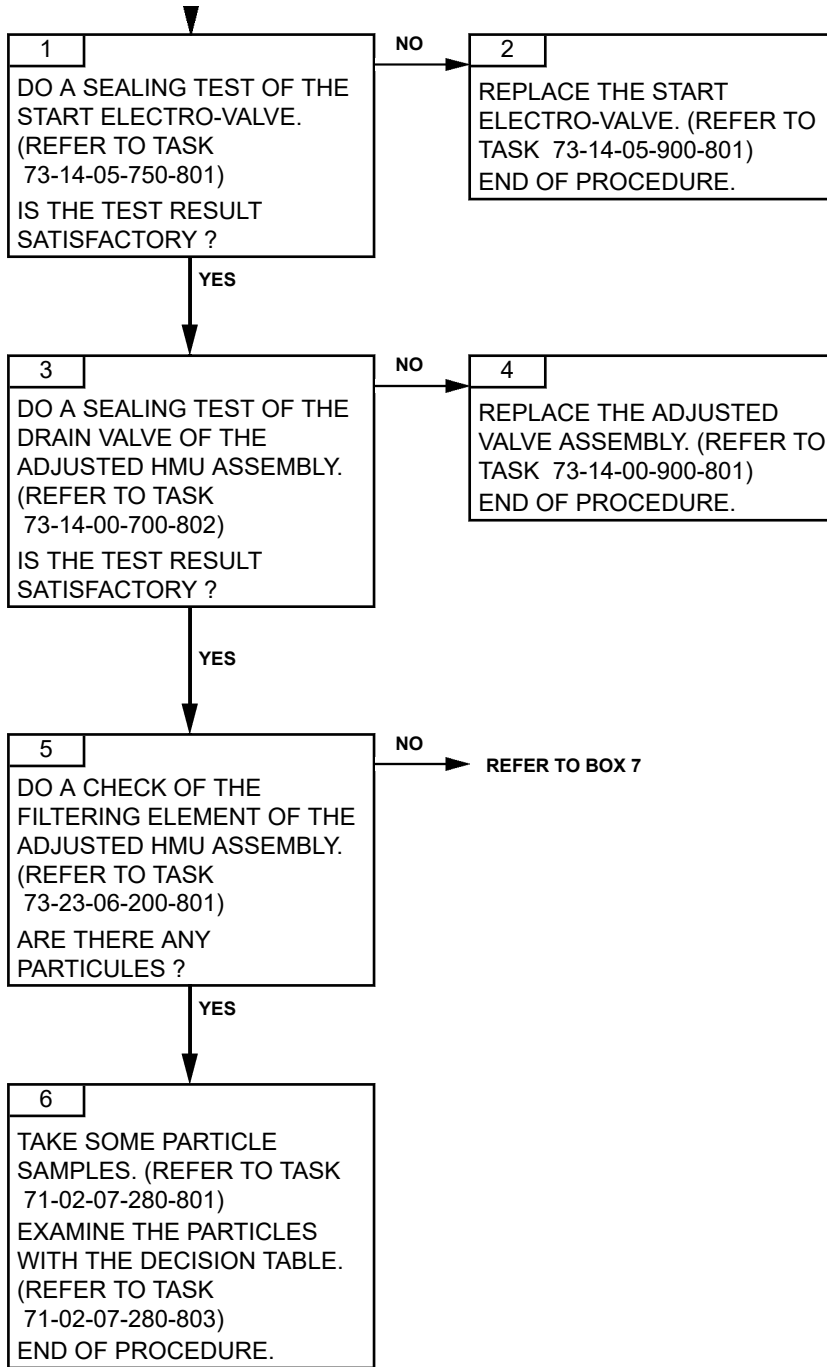 1
DO A SEALING TEST OF THE
START ELECTRO-VALVE.
(REFER TO TASK
73-14-05-750-801)
IS THE TEST RESULT
SATISFACTORY ?
NO
2
REPLACE THE START
ELECTRO-VALVE. (REFER TO
TASK 73-14-05-900-801)
END OF PROCEDURE.
YES
3
DO A SEALING TEST OF THE
DRAIN VALVE OF THE
ADJUSTED HMU ASSEMBLY.
(REFER TO TASK
73-14-00-700-802)
IS THE TEST RESULT
SATISFACTORY ?
NO
4
REPLACE THE ADJUSTED
VALVE ASSEMBLY. (REFER TO
TASK 73-14-00-900-801)
END OF PROCEDURE.
YES
5
DO A CHECK OF THE
FILTERING ELEMENT OF THE
ADJUSTED HMU ASSEMBLY.
(REFER TO TASK
73-23-06-200-801)
ARE THERE ANY
PARTICULES ?
NO
REFER TO BOX 7
YES
6
TAKE SOME PARTICLE
SAMPLES. (REFER TO TASK
71-02-07-280-801)
EXAMINE THE PARTICLES
WITH THE DECISION TABLE.
(REFER TO TASK
71-02-07-280-803)
END OF PROCEDURE.